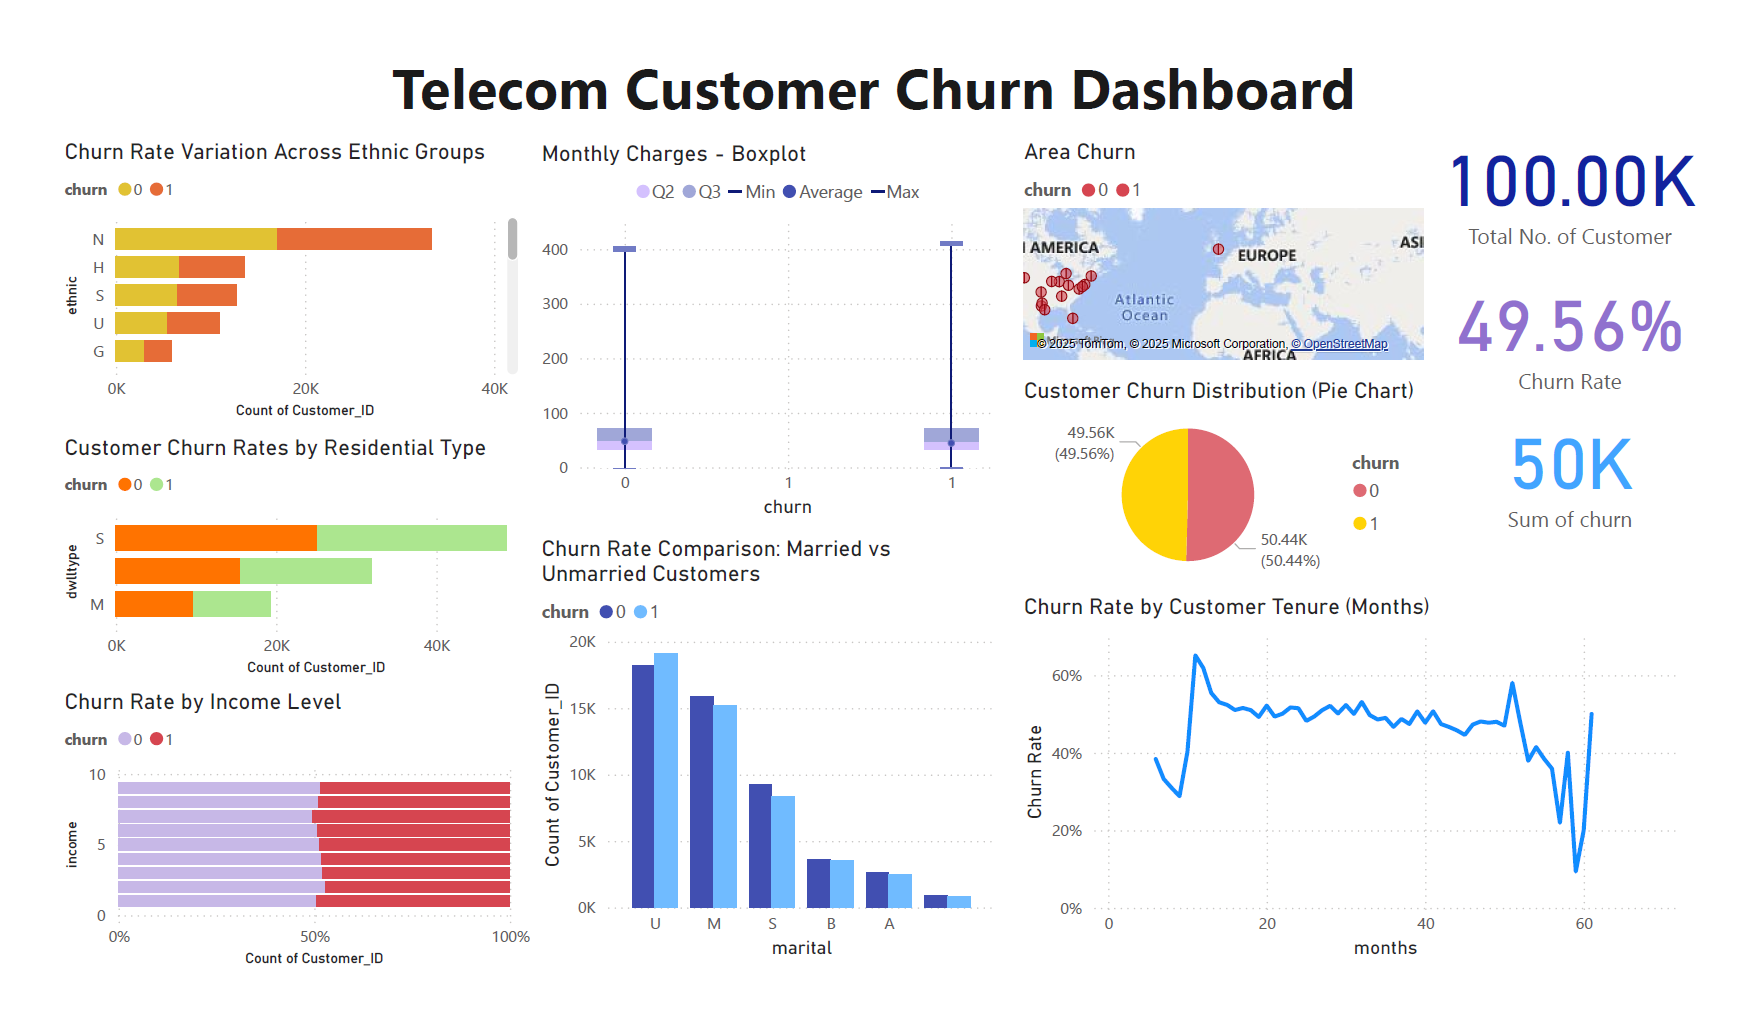 Telecom Customer Churn Dashboard
Churn Rate Variation Across Ethnic Groups
churn 0 1
ethnic
N
H
S
U
G
0K 20K 40K
Count of Customer_ID
Customer Churn Rates by Residential Type
churn 0 1
dwlltype
S
M
0K 20K 40K
Count of Customer_ID
Churn Rate by Income Level
churn 0 1
income
10
5
0
0% 50% 100%
Count of Customer_ID
Monthly Charges - Boxplot
Q2 Q3 Min Average Max
400
300
200
100
0
0 1 1
churn
Churn Rate Comparison: Married vs
Unmarried Customers
churn 0 1
Count of Customer_ID
20K
15K
10K
5K
0K
U M S B A
marital
Area Churn
churn 0 1
AMERICA
EUROPE
ASI
Atlantic
Ocean
AFRICA
© 2025 TomTom, © 2025 Microsoft Corporation, © OpenStreetMap
Customer Churn Distribution (Pie Chart)
49.56K
(49.56%)
50.44K
(50.44%)
churn
0
1
Churn Rate by Customer Tenure (Months)
Churn Rate
60%
40%
20%
0%
0 20 40 60
months
100.00K
Total No. of Customer
49.56%
Churn Rate
50K
Sum of churn